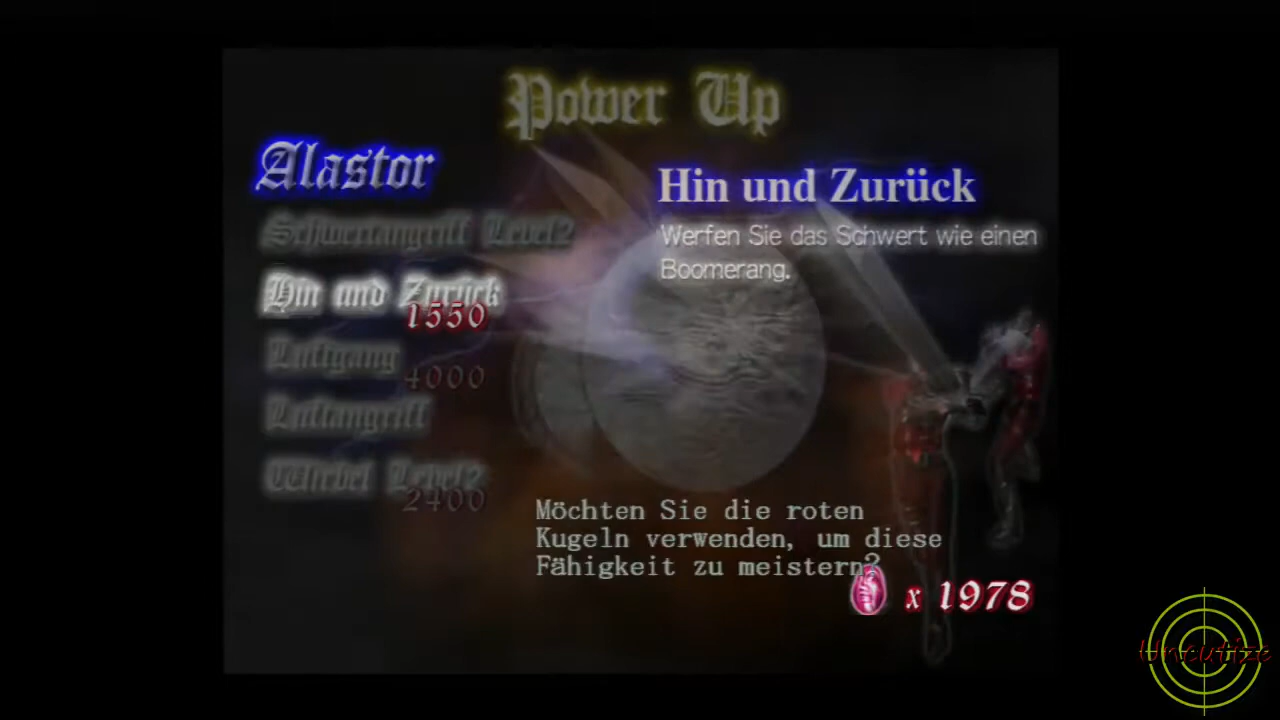 Power Up
Alastor
Schwertangriff Level2
Hin und Zurück
1550
Luftgang
4000
Luftangriff
Wirbel Level2
2400
Hin und Zurück
Werfen Sie das Schwert wie einen
Boomerang.
Möchten Sie die roten
Kugeln verwenden, um diese
Fähigkeit zu meistern?
x 1978
Uncutize